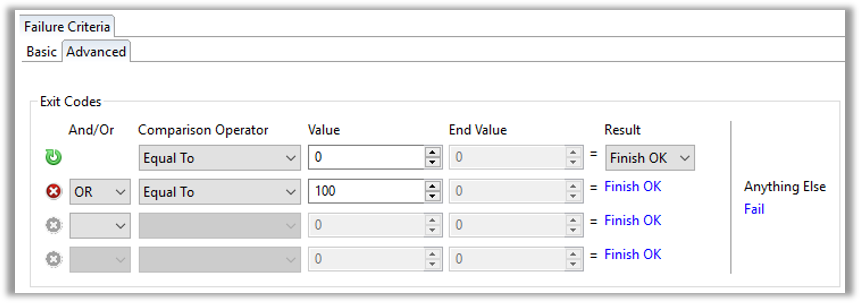 Failure Criteria
Basic Advanced
Exit Codes
And/Or Comparison Operator Value End Value Result
Equal To 0 0 = Finish OK
OR Equal To 100 0 = Finish OK
Anything Else
Fail
0 0 = Finish OK
0 0 = Finish OK